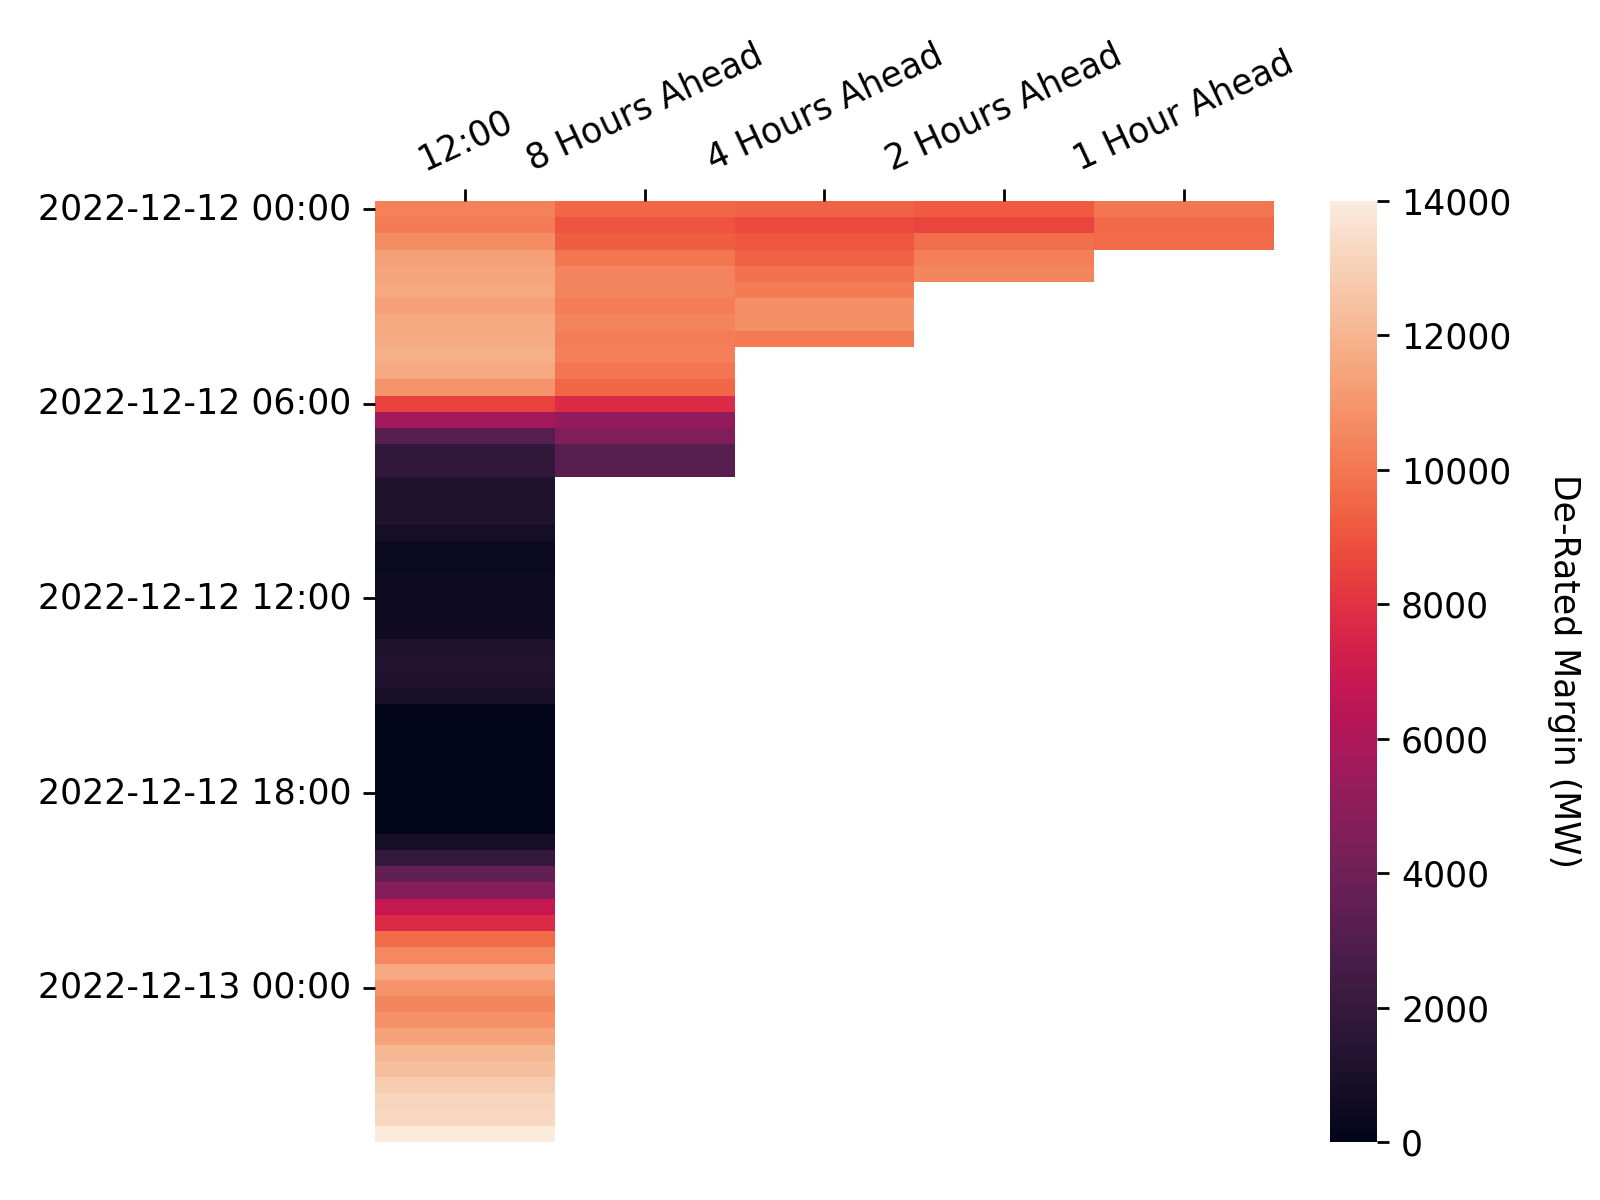 12:00
8 Hours Ahead
4 Hours Ahead
2 Hours Ahead
1 Hour Ahead
2022-12-12 00:00
2022-12-12 06:00
2022-12-12 12:00
2022-12-12 18:00
2022-12-13 00:00
14000
12000
10000
8000
6000
4000
2000
0
De-Rated Margin (MW)